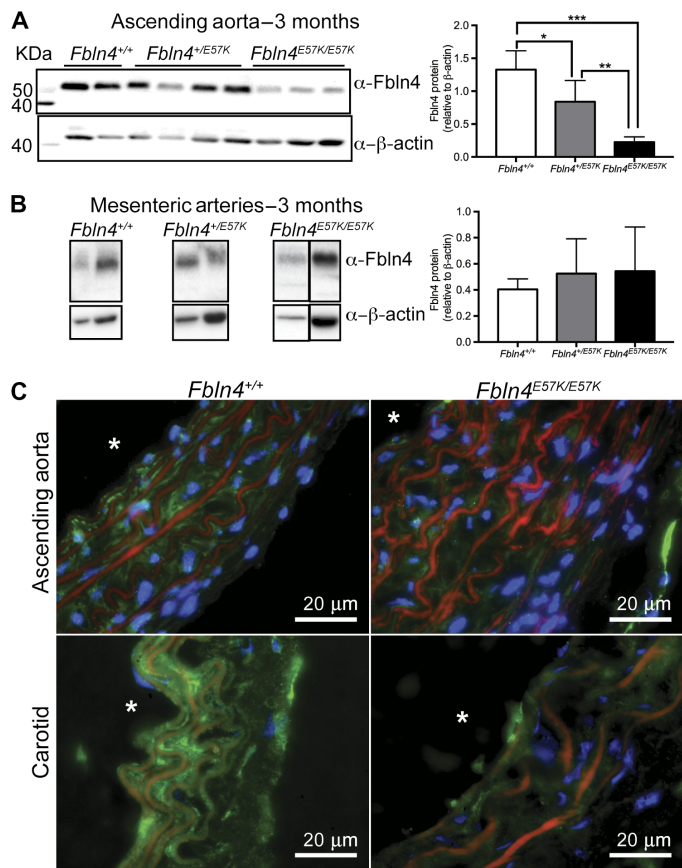 A
Ascending aorta–3 months
KDa
Fbln4+/+
Fbln4+/E57K
Fbln4E57K/E57K
50
40
α-Fbln4
40
α–β-actin
Fbln4 protein
(relative to β-actin)
2.0
1.5
1.0
0.5
0.0
***
*
**
Fbln4+/+
Fbln4+/E57K
Fbln4E57K/E57K
B
Mesenteric arteries–3 months
Fbln4+/+
Fbln4+/E57K
Fbln4E57K/E57K
α-Fbln4
α–β-actin
Fbln4 protein
(relative to β-actin)
1.0
0.8
0.6
0.4
0.2
0.0
Fbln4+/+
Fbln4+/E57K
Fbln4E57K/E57K
C
Fbln4+/+
Fbln4E57K/E57K
Ascending aorta
*
20 µm
*
20 µm
Carotid
*
20 µm
*
20 µm